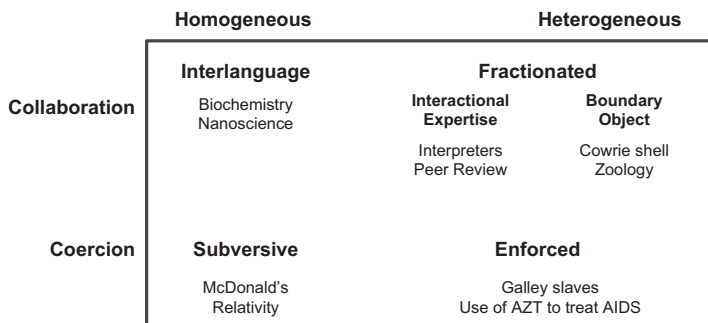 Homogeneous Heterogeneous
Interlanguage Fractionated
Collaboration
Biochemistry
Nanoscience
Interactional
Expertise
Boundary
Object
Interpreters
Peer Review
Cowrie shell
Zoology
Coercion
Subversive Enforced
McDonald's
Relativity
Galley slaves
Use of AZT to treat AIDS